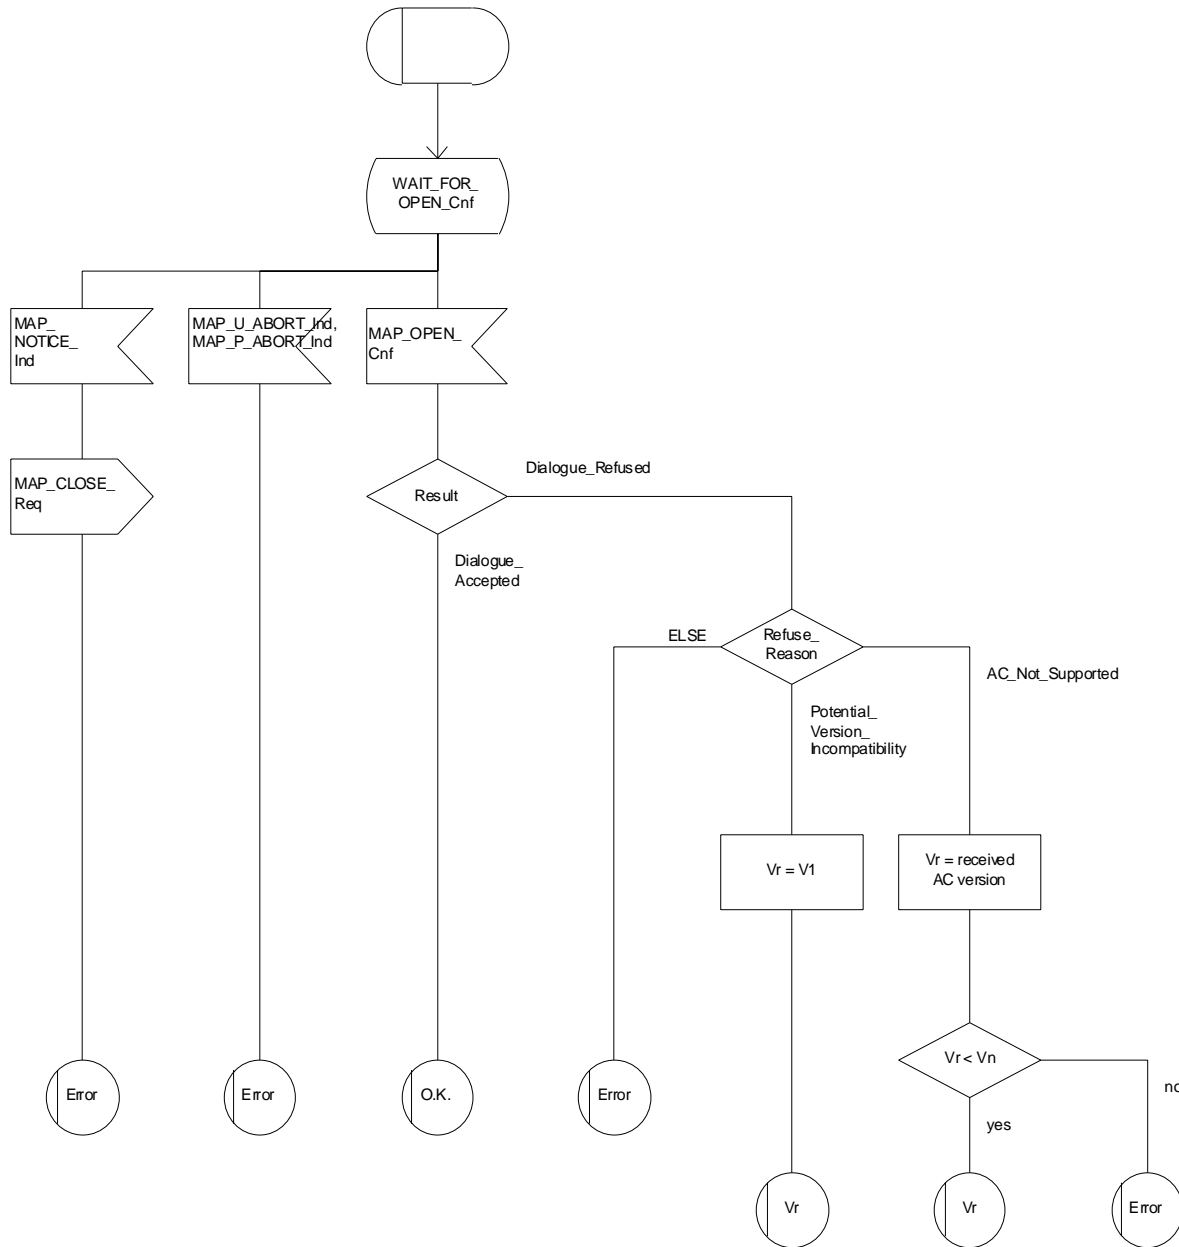 WAIT_FOR_
OPEN_Cnf
MAP_
NOTICE_
Ind
MAP_U_ABORT_Ind,
MAP_P_ABORT_Ind
MAP_OPEN_
Cnf
MAP_CLOSE_
Req
Result
Dialogue_Refused
Dialogue_
Accepted
ELSE
Refuse_
Reason
AC_Not_Supported
Potential_
Version_
Incompatibility
Vr = V1
Vr = received
AC version
Vr < Vn
no
yes
Error
Error
O.K.
Error
Vr
Vr
Error